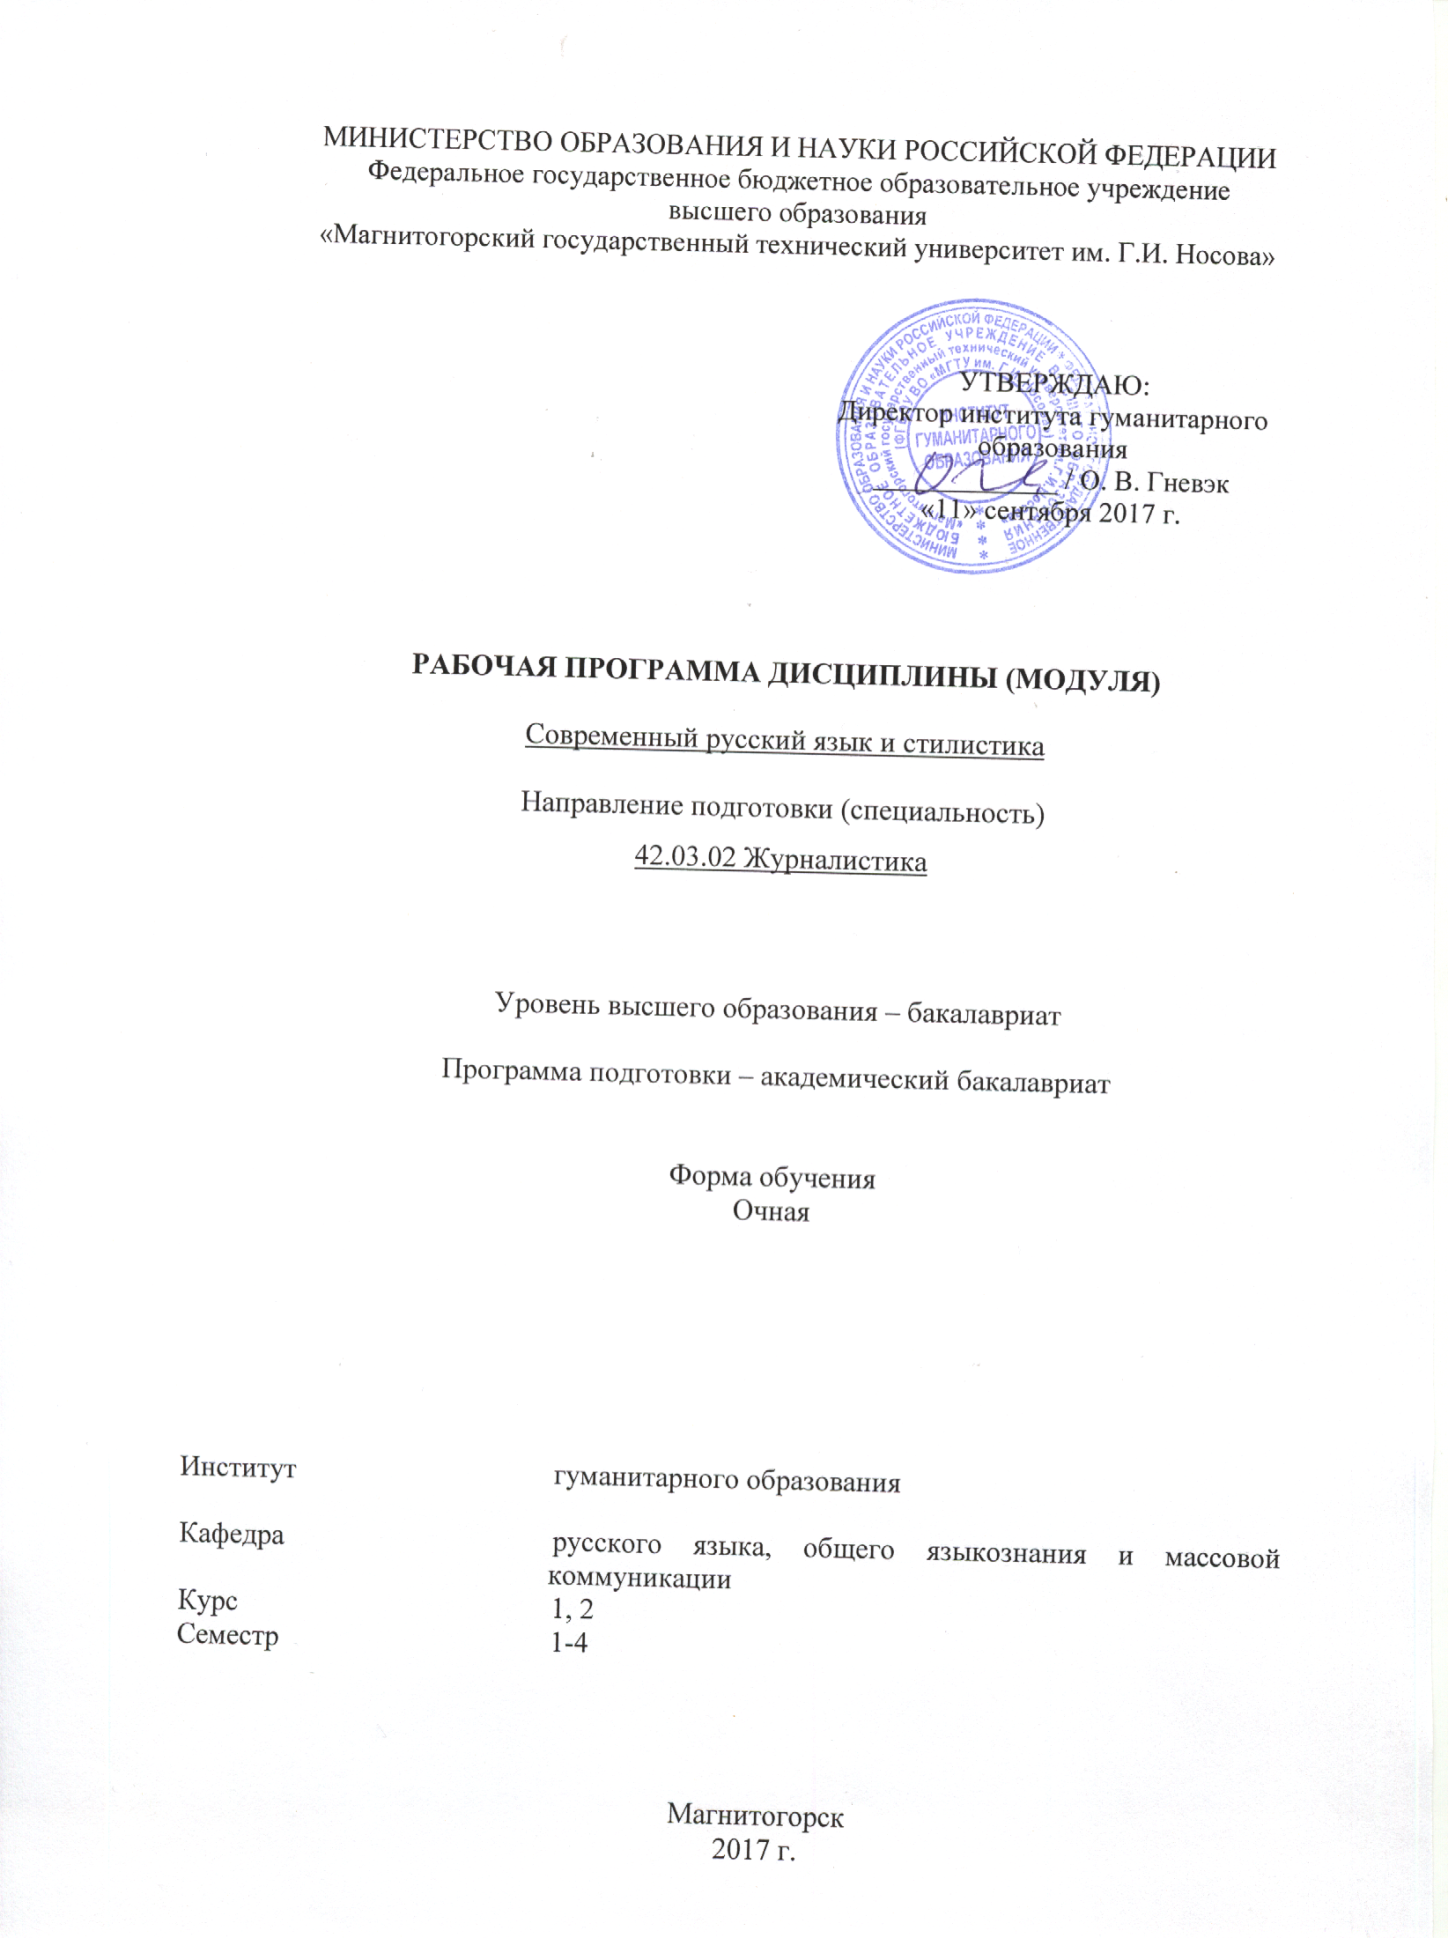 МИНИСТЕРСТВО ОБРАЗОВАНИЯ И НАУКИ РОССИЙСКОЙ ФЕДЕРАЦИИ
Федеральное государственное бюджетное образовательное учреждение
высшего образования
«Магнитогорский государственный технический университет им. Г.И. Носова»
УТВЕРЖДАЮ:
Директор института гуманитарного
образования
/ О. В. Гневэк
«11» сентября 2017 г.
ИНСТИТУТ
ГУМАНИТАРНОГО
ОБРАЗОВАНИЯ
РАБОЧАЯ ПРОГРАММА ДИСЦИПЛИНЫ (МОДУЛЯ)
Современный русский язык и стилистика
Направление подготовки (специальность)
42.03.02 Журналистика
Уровень высшего образования – бакалавриат
Программа подготовки – академический бакалавриат
Форма обучения
Очная
Институт гуманитарного образования
Кафедра русского языка, общего языкознания и массовой
коммуникации
Курс 1, 2
Семестр 1-4
Магнитогорск
2017 г.